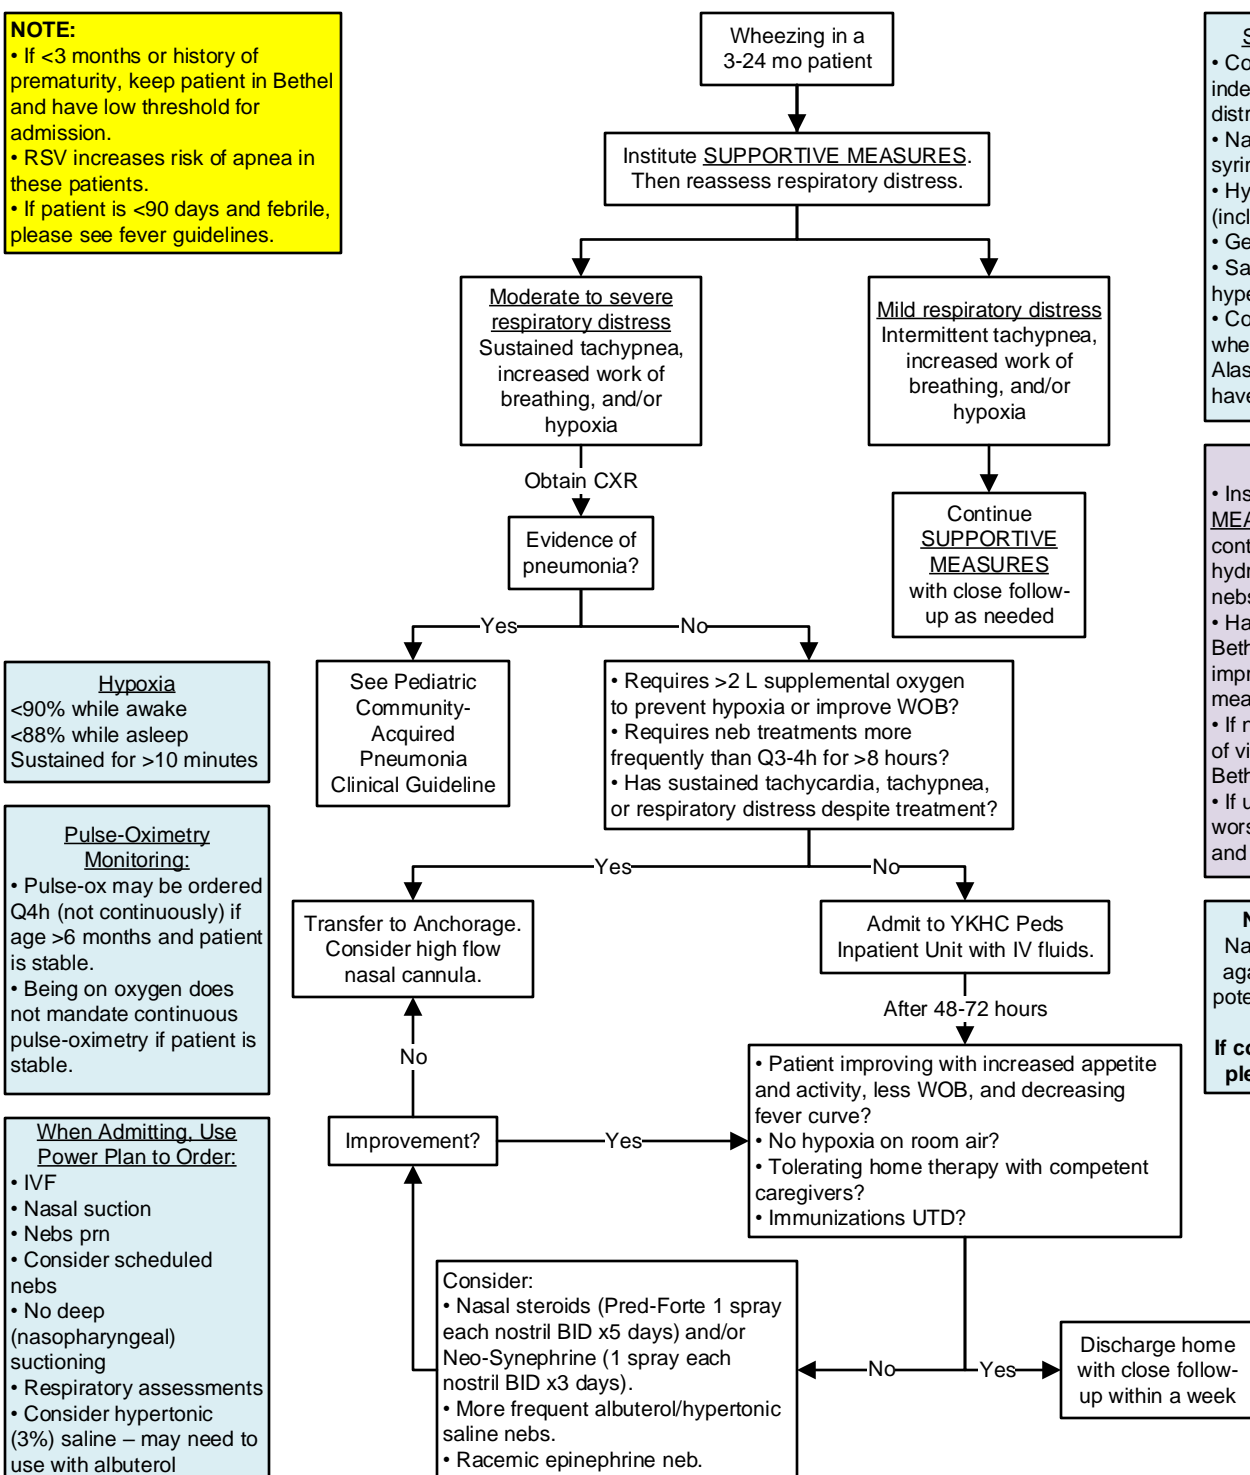 NOTE:
• If <3 months or history of
prematurity, keep patient in Bethel
and have low threshold for
admission.
• RSV increases risk of apnea in
these patients.
• If patient is <90 days and febrile,
please see fever guidelines.
Wheezing in a
3-24 mo patient
Institute SUPPORTIVE MEASURES.
Then reassess respiratory distress.
Moderate to severe
respiratory distress
Sustained tachypnea,
increased work of
breathing, and/or
hypoxia
Mild respiratory distress
Intermittent tachypnea,
increased work of
breathing, and/or
hypoxia
Obtain CXR
Evidence of
pneumonia?
Continue
SUPPORTIVE
MEASURES
with close follow-
up as needed
Yes
No
See Pediatric
Community-
Acquired
Pneumonia
Clinical Guideline
• Requires >2 L supplemental oxygen
to prevent hypoxia or improve WOB?
• Requires neb treatments more
frequently than Q3-4h for >8 hours?
• Has sustained tachycardia, tachypnea,
or respiratory distress despite treatment?
Yes
No
Transfer to Anchorage.
Consider high flow
nasal cannula.
Admit to YKHC Peds
Inpatient Unit with IV fluids.
After 48-72 hours
No
Improvement?
Yes
• Patient improving with increased appetite
and activity, less WOB, and decreasing
fever curve?
• No hypoxia on room air?
• Tolerating home therapy with competent
caregivers?
• Immunizations UTD?
Consider:
• Nasal steroids (Pred-Forte 1 spray
each nostril BID x5 days) and/or
Neo-Synephrine (1 spray each
nostril BID x3 days).
• More frequent albuterol/hypertonic
saline nebs.
• Racemic epinephrine neb.
No
Yes
Discharge home
with close follow-
up within a week
Hypoxia
<90% while awake
<88% while asleep
Sustained for >10 minutes
Pulse-Oximetry
Monitoring:
• Pulse-ox may be ordered
Q4h (not continuously) if
age >6 months and patient
is stable.
• Being on oxygen does
not mandate continuous
pulse-oximetry if patient is
stable.
When Admitting, Use
Power Plan to Order:
• IVF
• Nasal suction
• Nebs prn
• Consider scheduled
nebs
• No deep
(nasopharyngeal)
suctioning
• Respiratory assessments
• Consider hypertonic
(3%) saline – may need to
use with albuterol